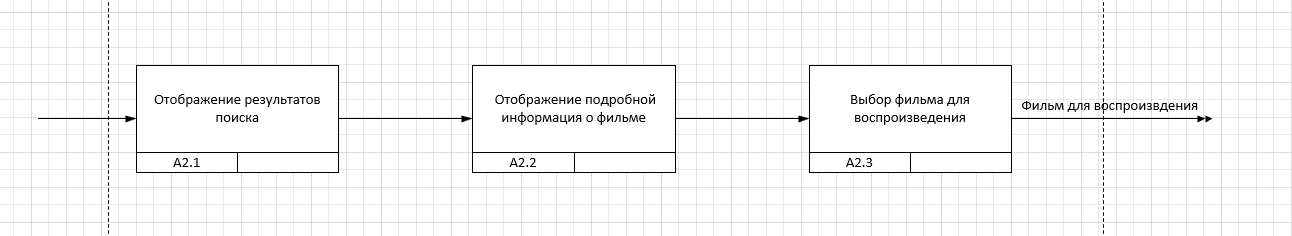 Отображение результатов
поиска
A2.1
Отображение подробной
информация о фильме
A2.2
Выбор фильма для
воспроизведения
A2.3
Фильм для воспроизвдения